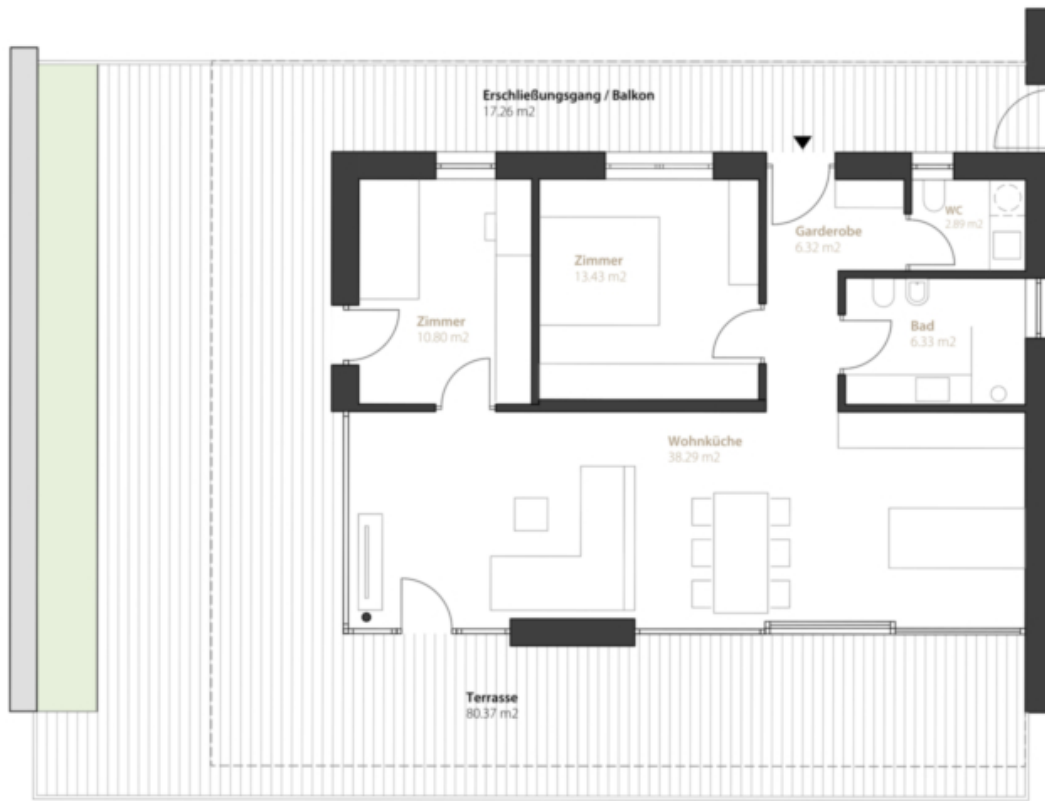 Erschließungsgang / Balkon
17.26 m2
WC
2.89 m2
Garderobe
6.32 m2
Zimmer
13.43 m2
Zimmer
10.80 m2
Bad
6.33 m2
Wohnküche
38.29 m2
Terrasse
80.37 m2